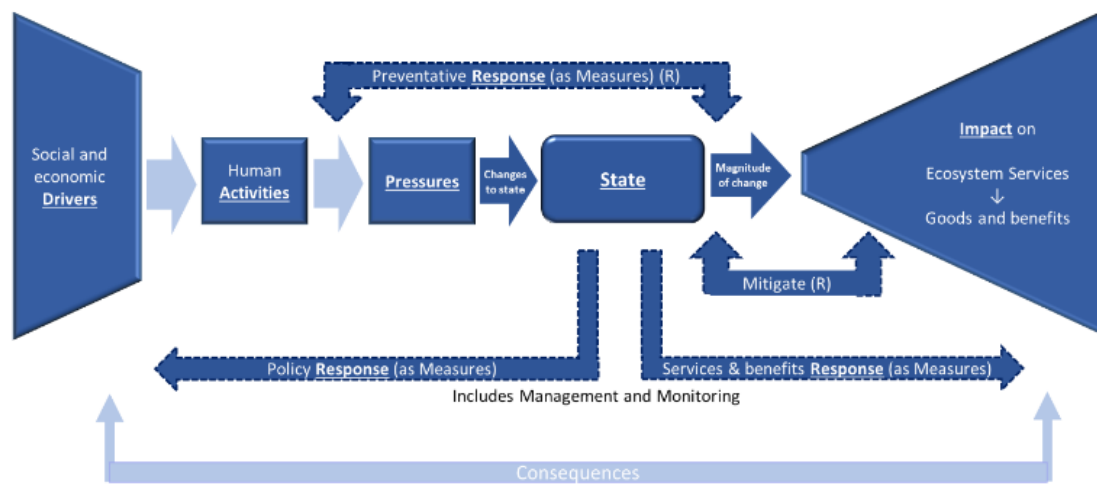 Preventative Response (as Measures) (R)
Social and
economic
Drivers
Human
Activities
Pressures
Changes
to state
State
Magnitude
of change
Impact on
Ecosystem Services
↓
Goods and benefits
Mitigate (R)
Policy Response (as Measures)
Services & benefits Response (as Measures)
Includes Management and Monitoring
Consequences